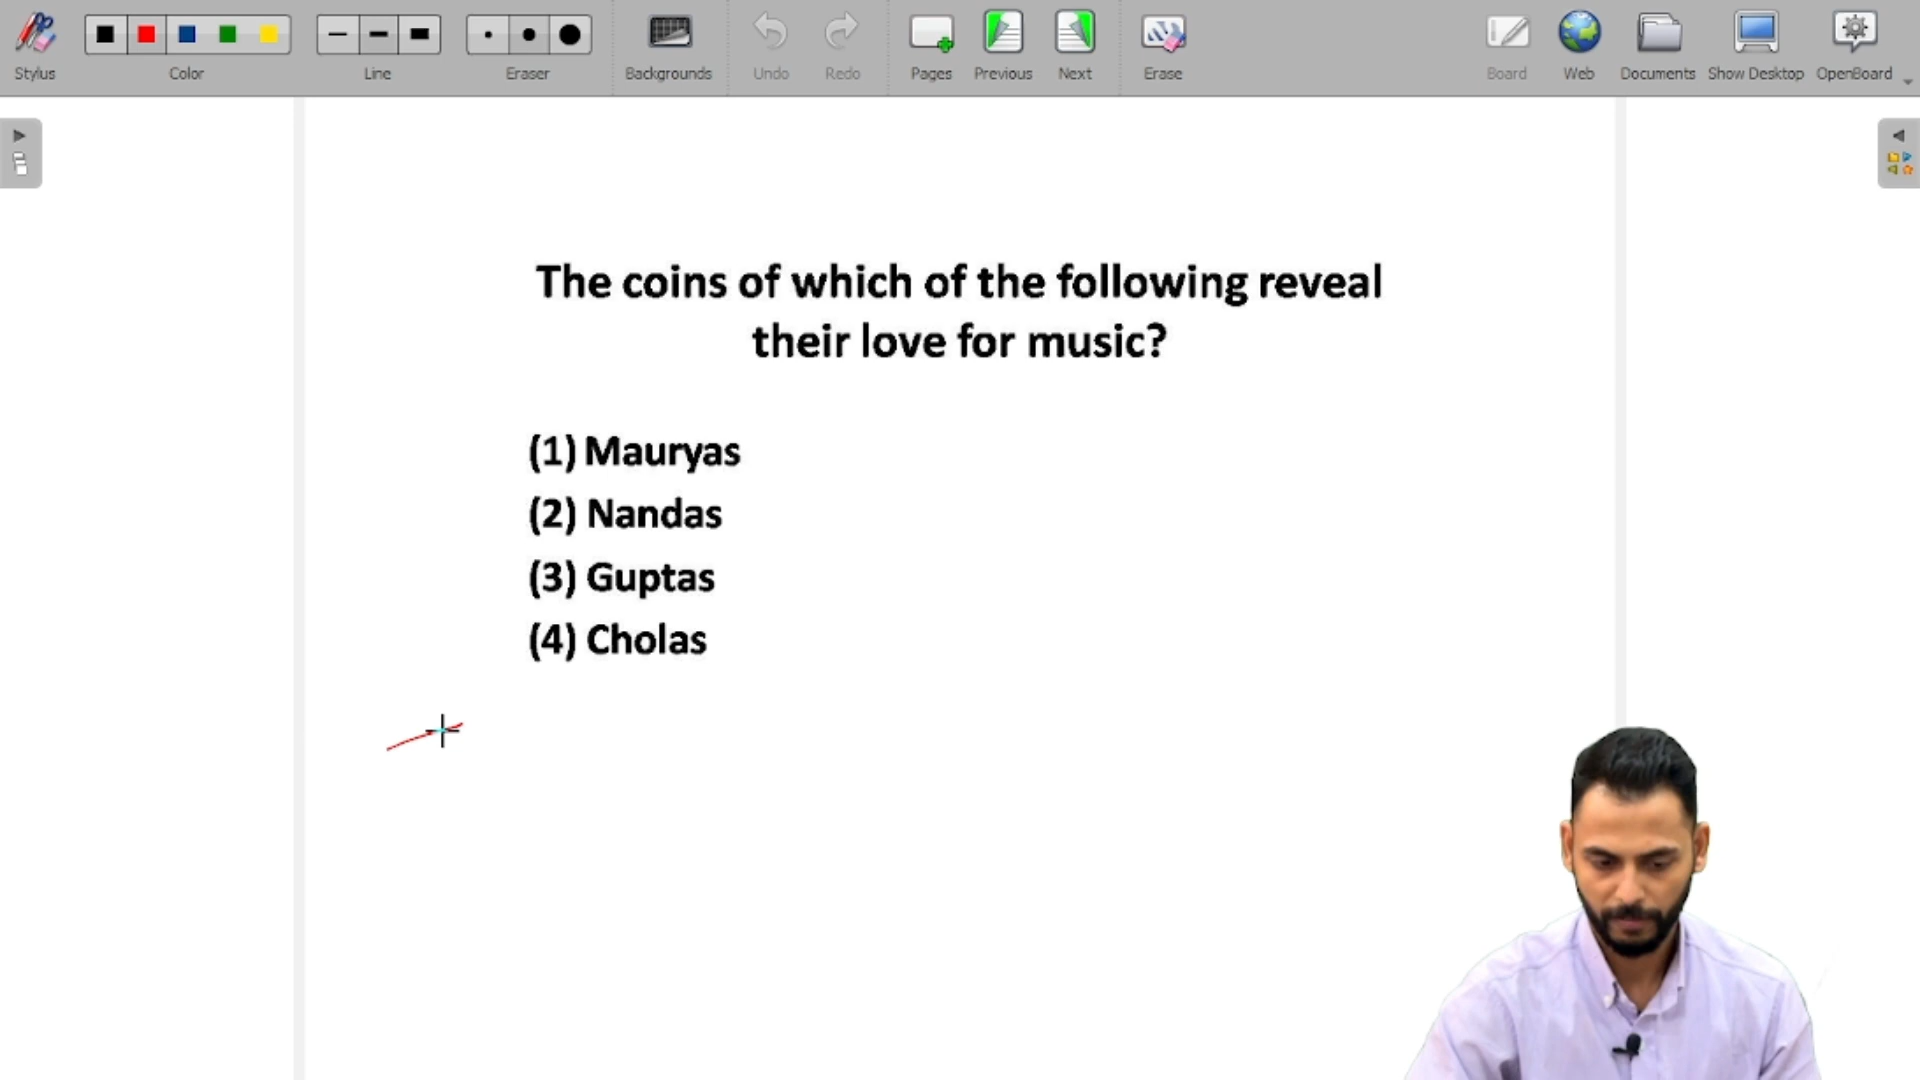 Stylus
Color
Line
Eraser
Backgrounds
Undo
Redo
Pages
Previous
Next
Erase
Board
Web
Documents
Show Desktop
OpenBoard
The coins of which of the following reveal
their love for music?
(1) Mauryas
(2) Nandas
(3) Guptas
(4) Cholas